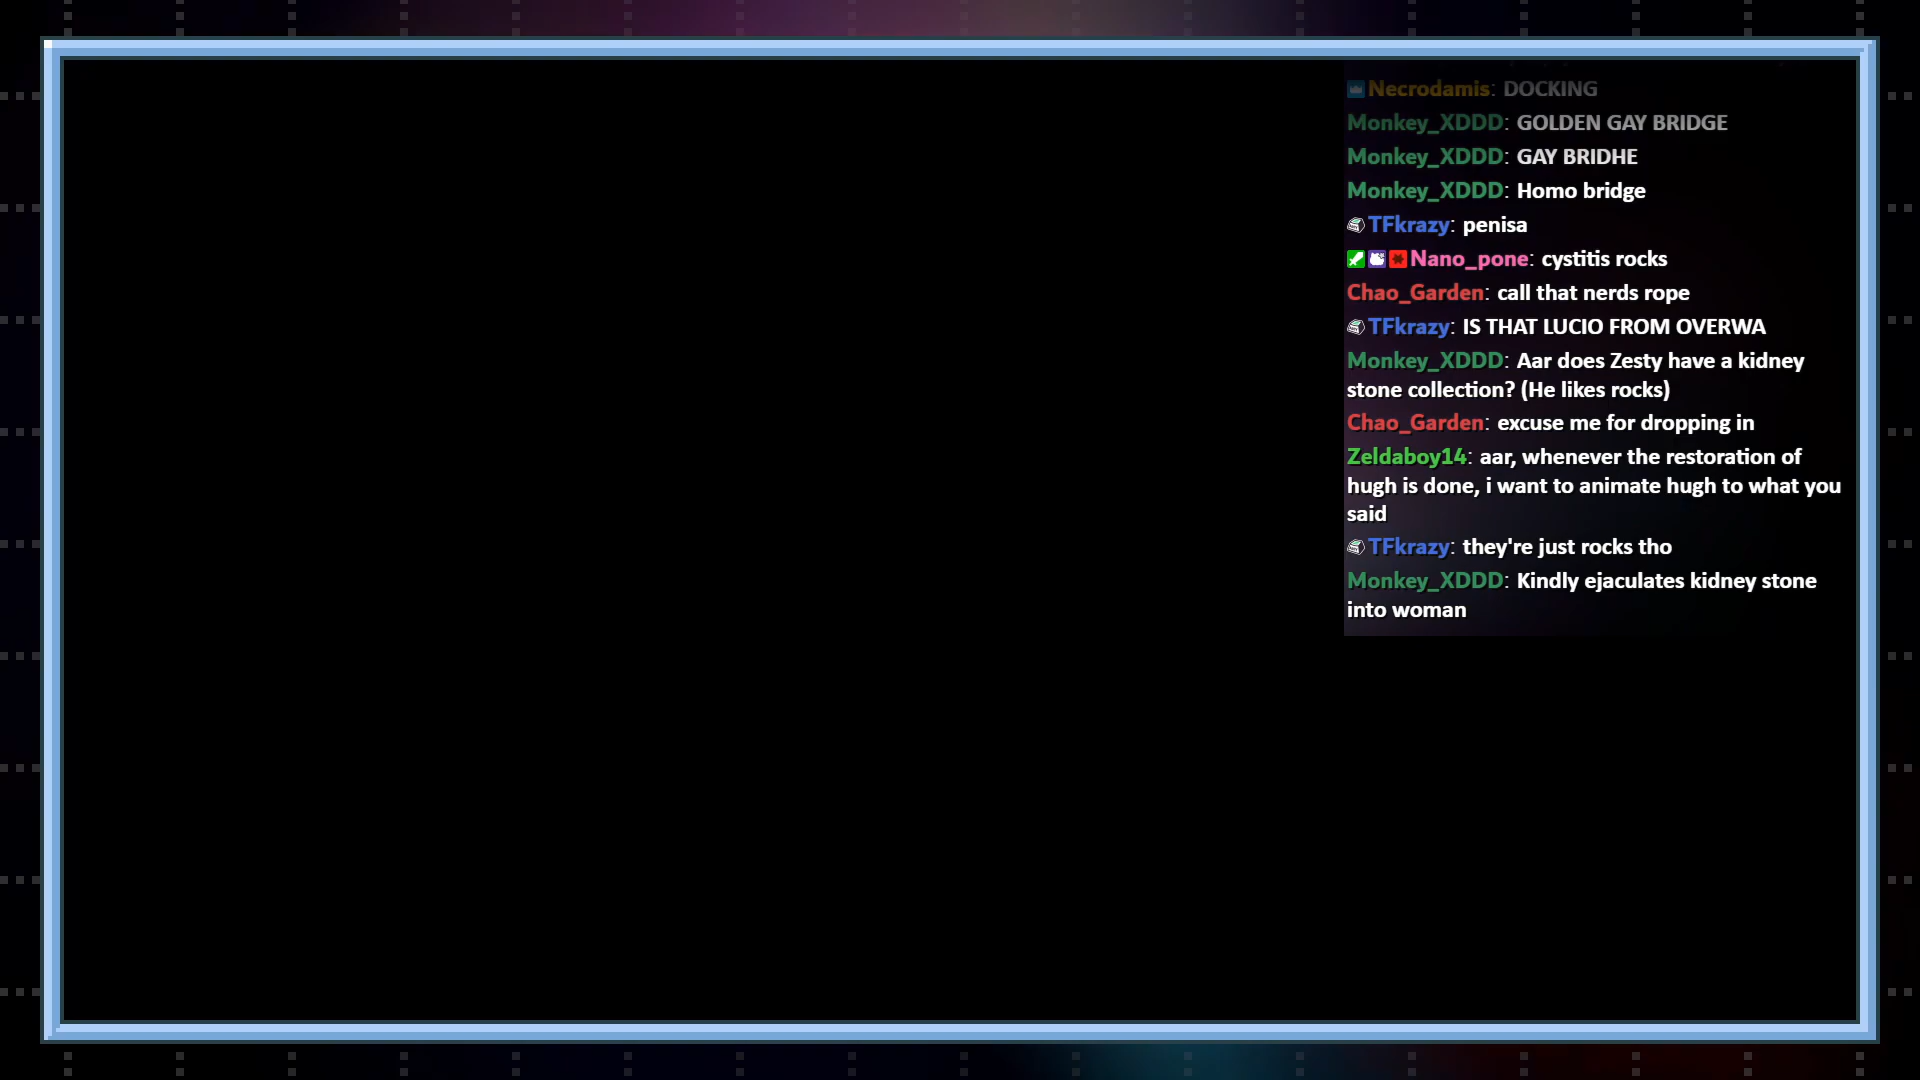 Necrodamis: DOCKING
Monkey_XDDD: GOLDEN GAY BRIDGE
Monkey_XDDD: GAY BRIDHE
Monkey_XDDD: Homo bridge
TFkrazy: penisa
Nano_pone: cystitis rocks
Chao_Garden: call that nerds rope
TFkrazy: IS THAT LUCIO FROM OVERWA
Monkey_XDDD: Aar does Zesty have a kidney
stone collection? (He likes rocks)
Chao_Garden: excuse me for dropping in
Zeldaboy14: aar, whenever the restoration of
hugh is done, i want to animate hugh to what you
said
TFkrazy: they're just rocks tho
Monkey_XDDD: Kindly ejaculates kidney stone
into woman